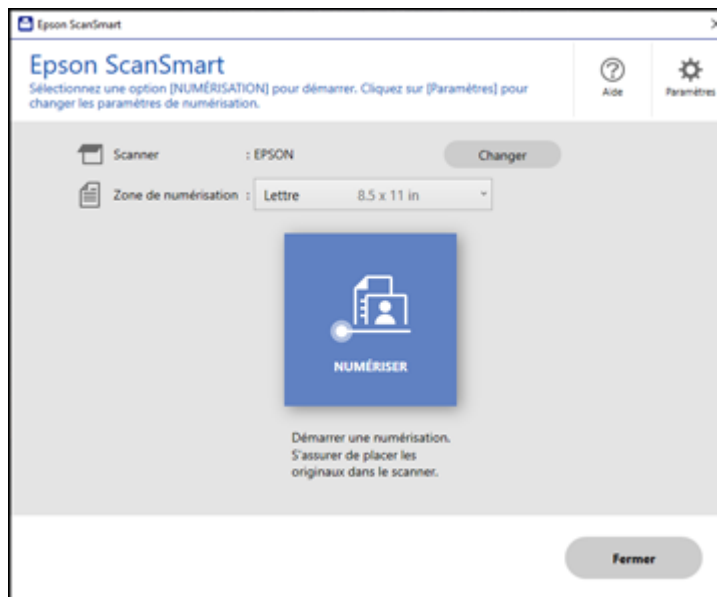 Epson ScanSmart
Epson ScanSmart
Sélectionnez une option [NUMÉRISATION] pour démarrer. Cliquez sur [Paramètres] pour
changer les paramètres de numérisation.
Aide
Paramètres
Scanner : EPSON
Changer
Zone de numérisation : Lettre 8.5 x 11 in
NUMÉRISER
Démarrer une numérisation.
S'assurer de placer les
originaux dans le scanner.
Fermer